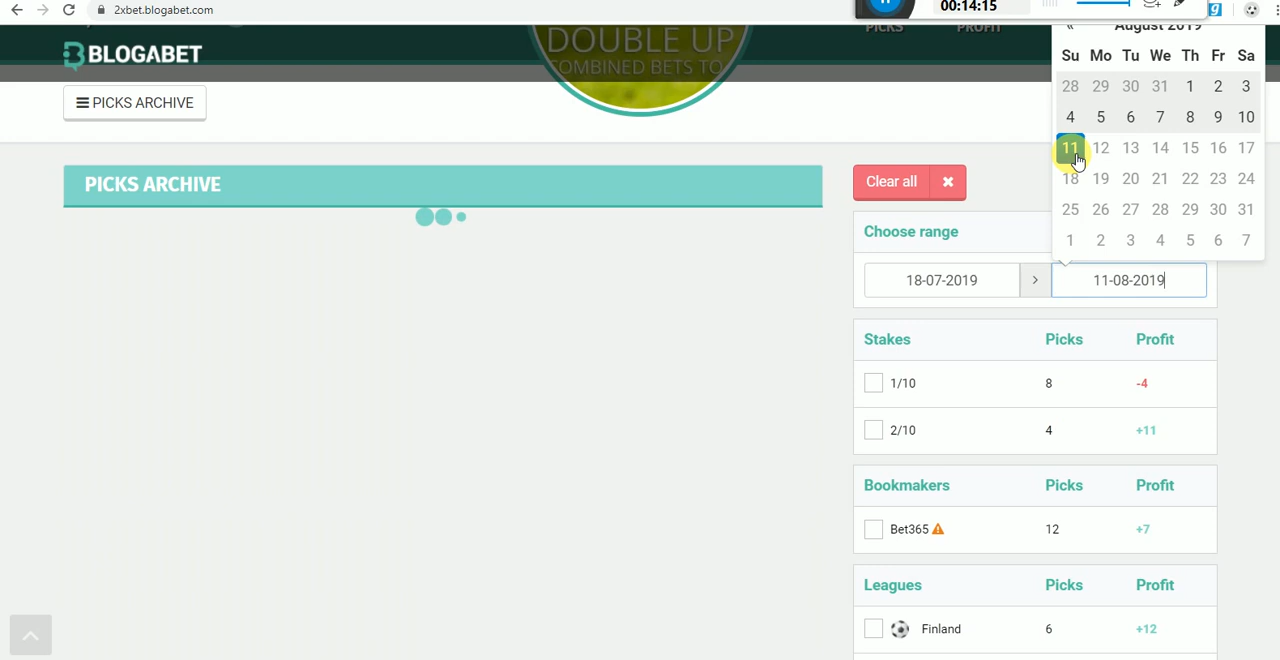 2xbet.blogabet.com
00:14:15
g
BLOGABET
DOUBLE UP
COMBINED BETS TO
PICKS
PROFIT
PICKS ARCHIVE
PICKS ARCHIVE
Clear all ×
Choose range
18-07-2019 > 11-08-2019
« August 2019
Su Mo Tu We Th Fr Sa
28 29 30 31 1 2 3
4 5 6 7 8 9 10
11 12 13 14 15 16 17
18 19 20 21 22 23 24
25 26 27 28 29 30 31
1 2 3 4 5 6 7
Stakes Picks Profit
1/10 8 -4
2/10 4 +11
Bookmakers Picks Profit
Bet365 12 +7
Leagues Picks Profit
Finland 6 +12